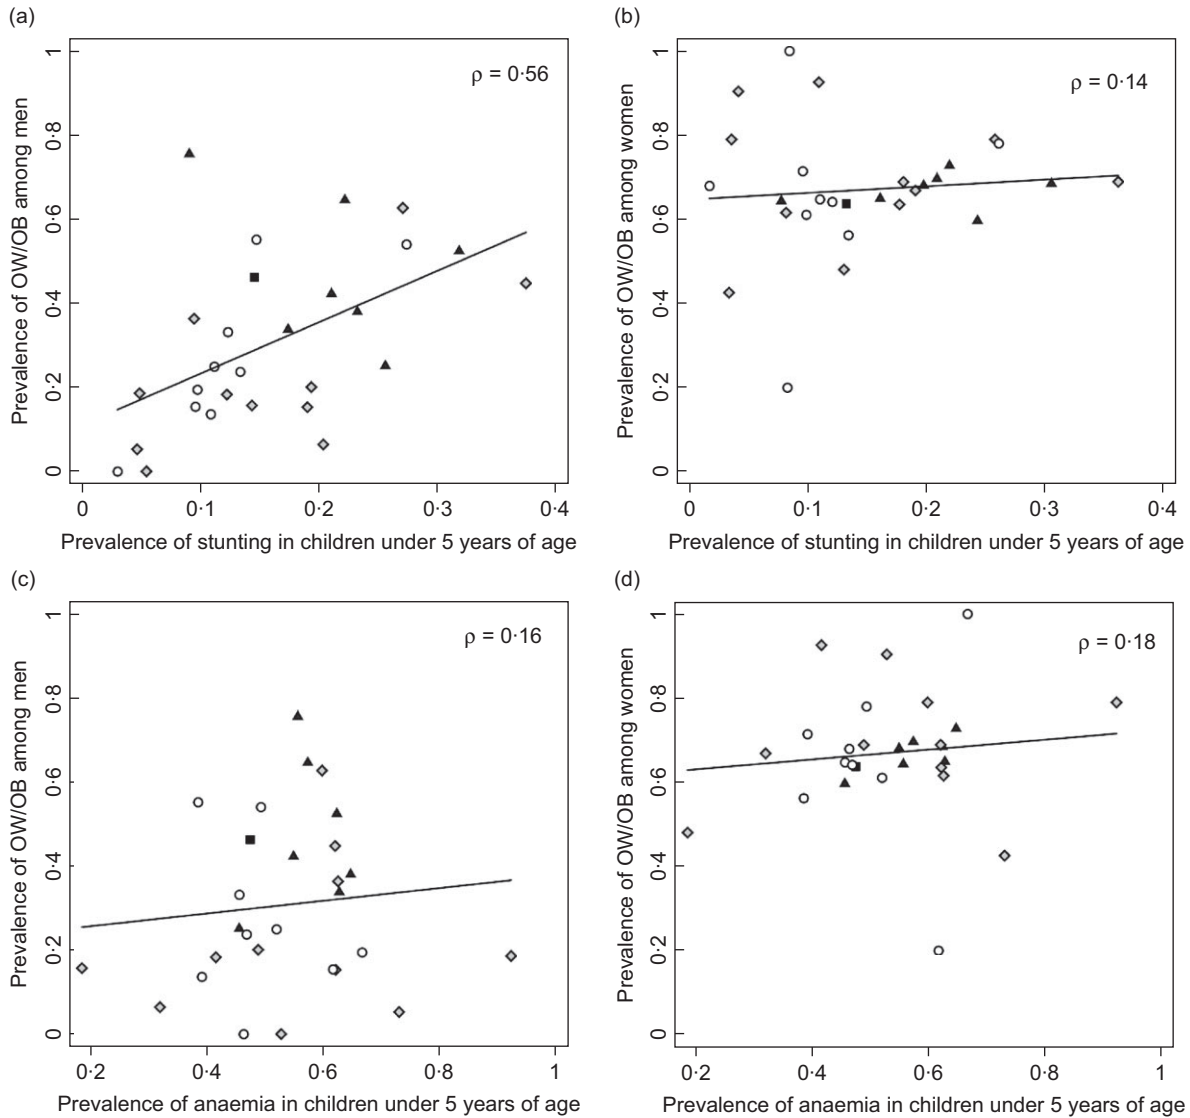 (a)
ρ = 0·56
Prevalence of OW/OB among men
1
0·8
0·6
0·4
0·2
0
0 0·1 0·2 0·3 0·4
Prevalence of stunting in children under 5 years of age
(b)
ρ = 0·14
Prevalence of OW/OB among women
1
0·8
0·6
0·4
0·2
0
0 0·1 0·2 0·3 0·4
Prevalence of stunting in children under 5 years of age
(c)
ρ = 0·16
Prevalence of OW/OB among men
1
0·8
0·6
0·4
0·2
0
0·2 0·4 0·6 0·8 1
Prevalence of anaemia in children under 5 years of age
(d)
ρ = 0·18
Prevalence of OW/OB among women
1
0·8
0·6
0·4
0·2
0
0·2 0·4 0·6 0·8 1
Prevalence of anaemia in children under 5 years of age